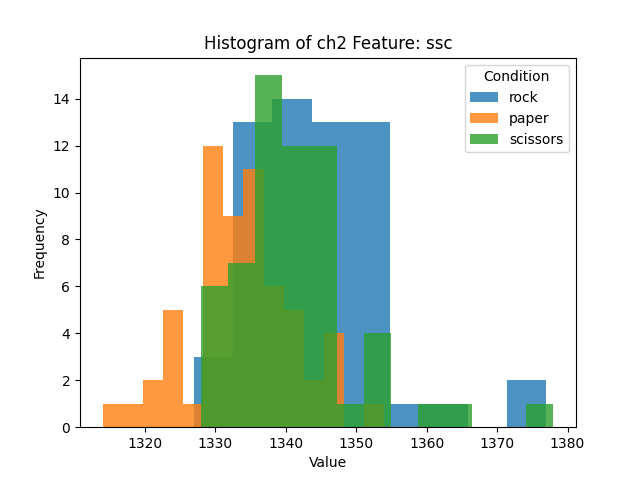 Histogram of ch2 Feature: ssc
Condition
rock
paper
scissors
14
12
10
8
6
4
2
0
Frequency
1320 1330 1340 1350 1360 1370 1380
Value